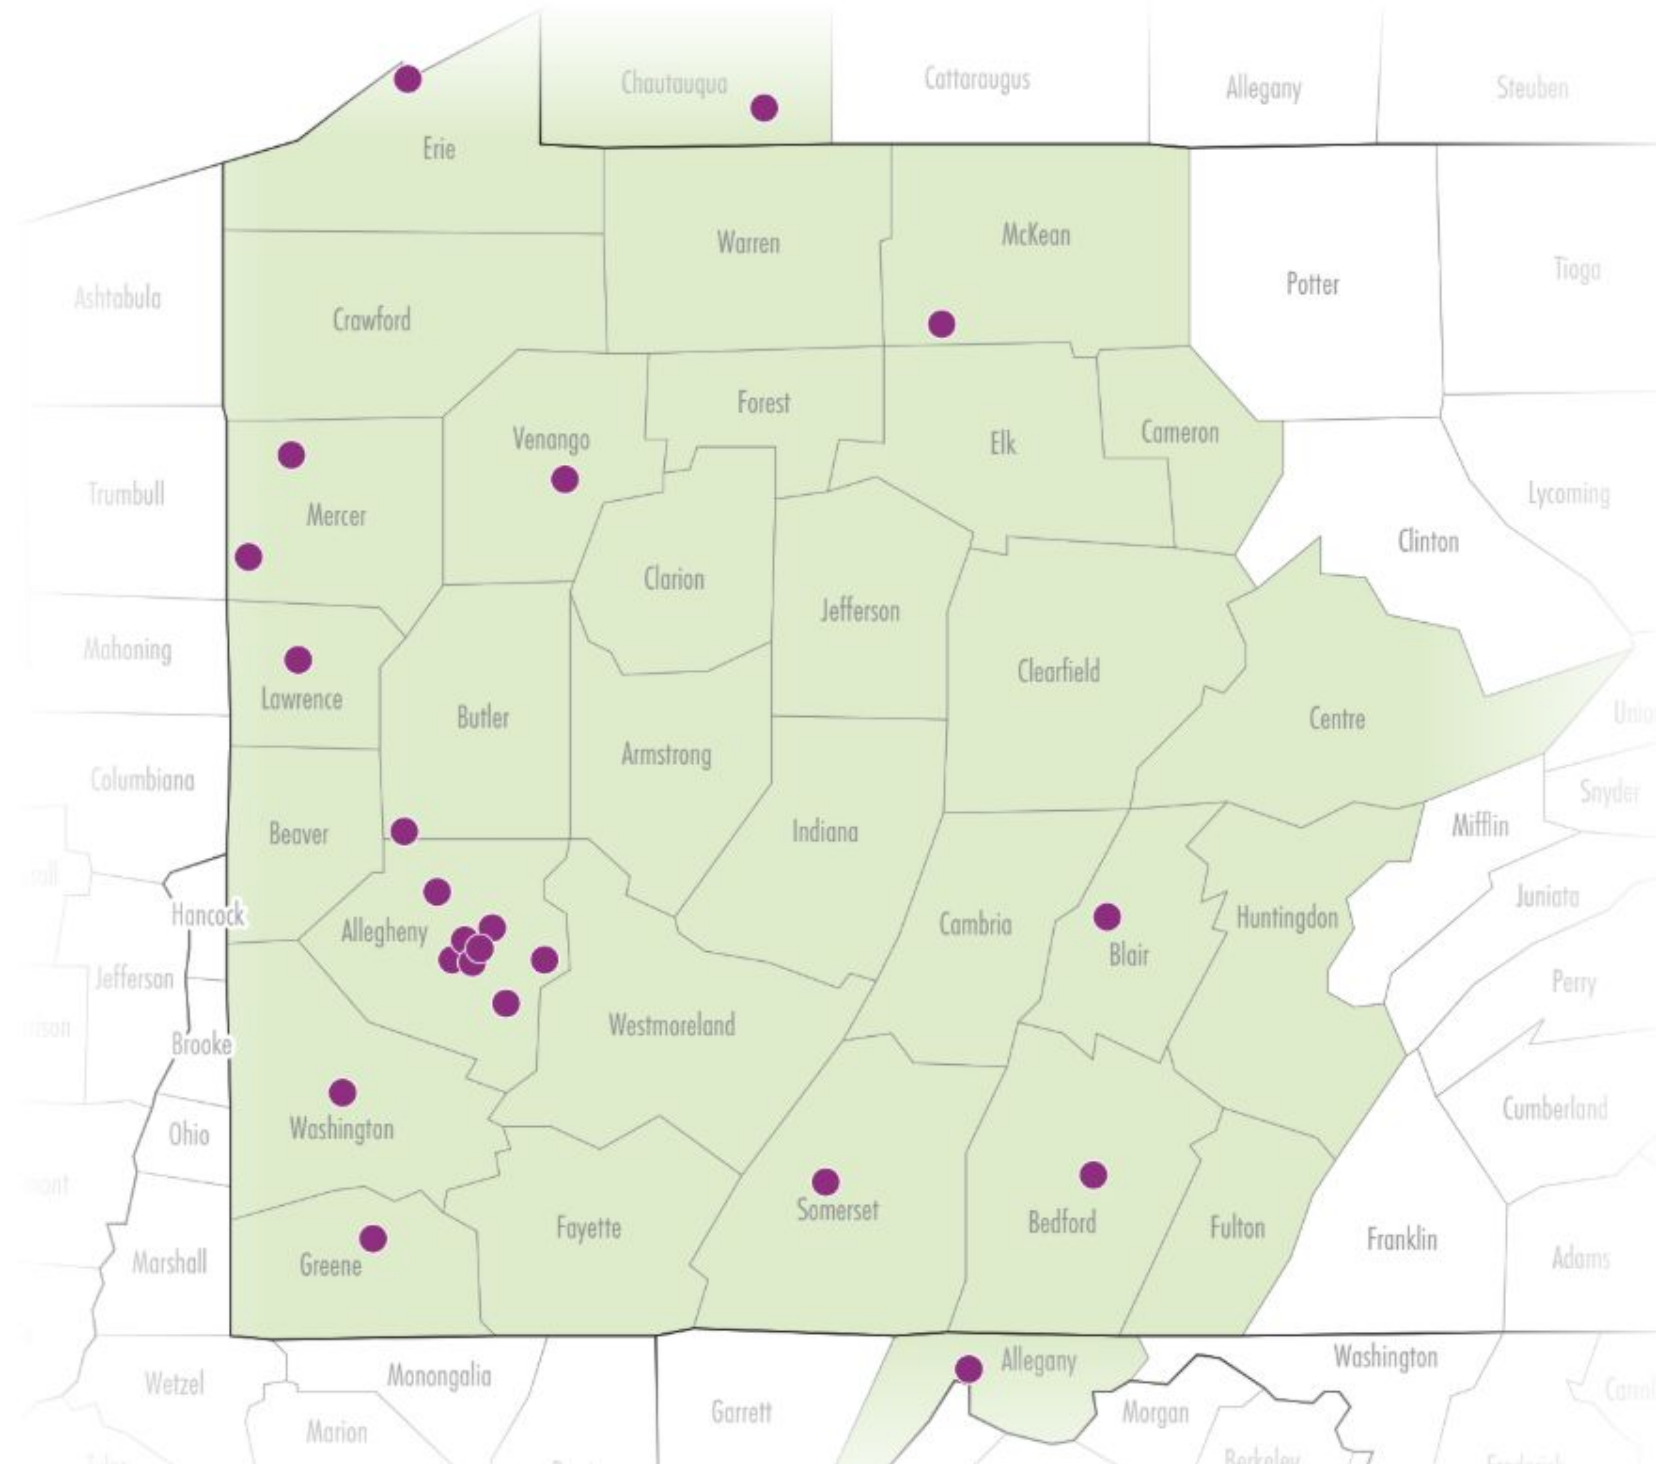 Chautauqua
Cattaraugus
Allegany
Steuben
Erie
Warren
McKean
Potter
Tioga
Ashtabula
Crawford
Forest
Venango
Elk
Cameron
Trumbull
Mercer
Lycoming
Clinton
Clarion
Jefferson
Mahoning
Lawrence
Butler
Clearfield
Centre
Armstrong
Columbiana
Beaver
Indiana
Snyder
Mifflin
Juniata
Hancock
Allegheny
Cambria
Blair
Huntingdon
Jefferson
Perry
Brooke
Westmoreland
Washington
Ohio
Cumberland
Somerset
Bedford
Fulton
Fayette
Franklin
Adams
Greene
Marshall
Wetzel
Monongalia
Allegany
Washington
Marion
Garrett
Morgan
Berkeley